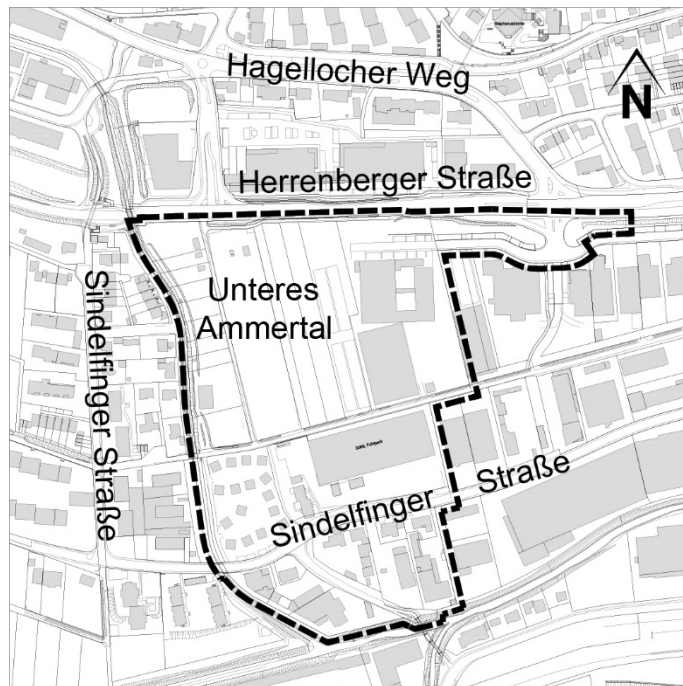 Hagellocher Weg
N
Herrenberger Straße
Unteres
Ammertal
Sindelfinger Straße
Sindelfinger Straße